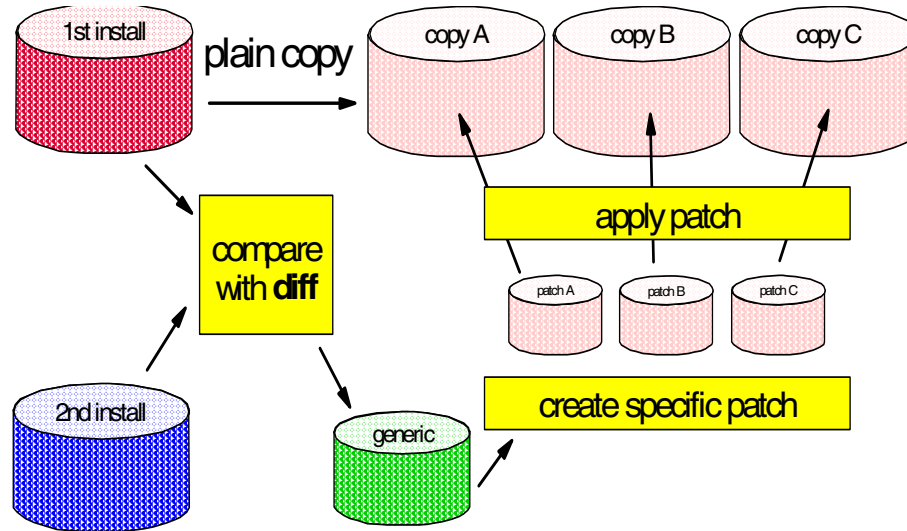 1st install
plain copy
copy A
copy B
copy C
compare
with diff
apply patch
patch A
patch B
patch C
2nd install
generic
create specific patch